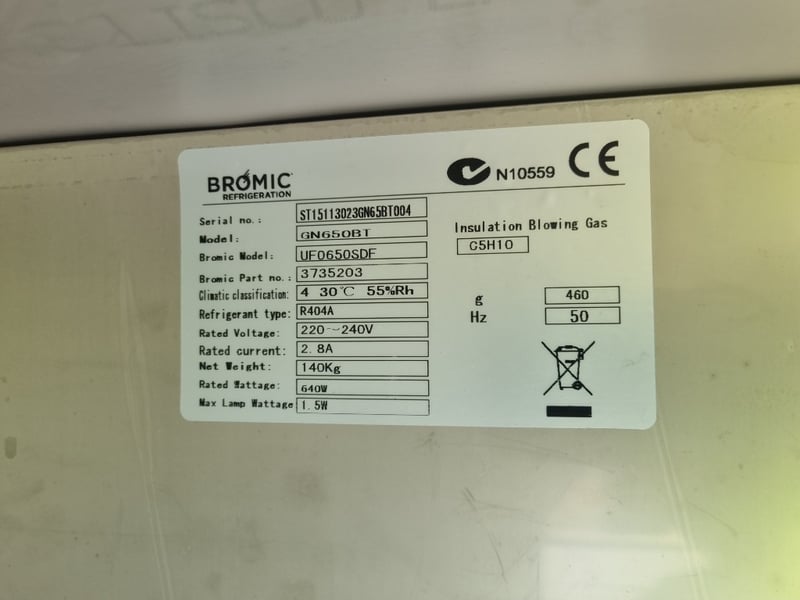 BROMIC
REFRIGERATION
N10559 CE
Serial no.: ST15113023GN65BT004
Model: GN650BT
Bromic Model: UF0650SDF
Bromic Part no.: 3735203
Climatic classification: 4 30℃ 55%Rh
Refrigerant type: R404A
Rated Voltage: 220~240V
Rated current: 2.8A
Net Weight: 140Kg
Rated Wattage: 640W
Max Lamp Wattage 1.5W
Insulation Blowing Gas
C5H10
g 460
Hz 50